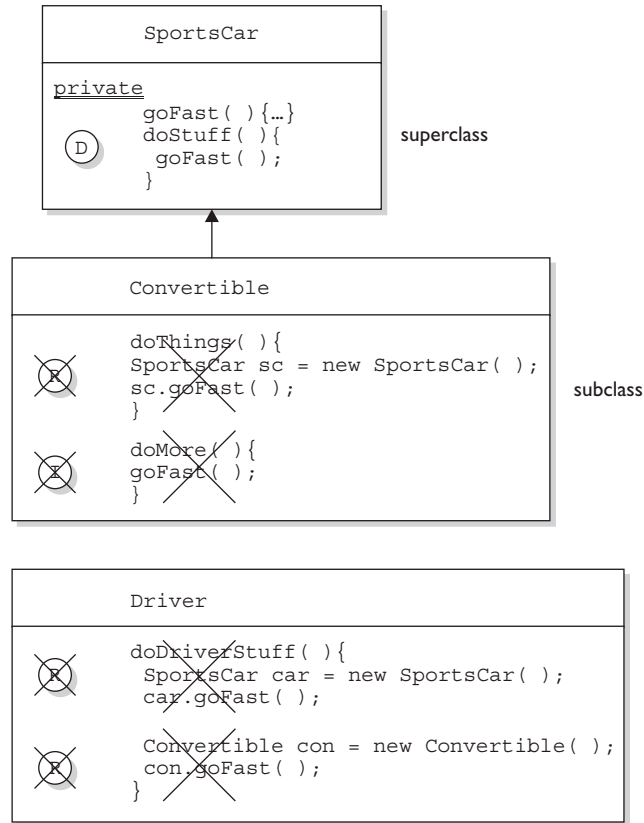 SportsCar
private
goFast( ){…}
D
doStuff( ){
goFast( );
}
superclass
Convertible
doThings( ){
R
SportsCar sc = new SportsCar( );
sc.goFast( );
}
subclass
doMore( ){
I
goFast( );
}
Driver
doDriverStuff( ){
R
SportsCar car = new SportsCar( );
car.goFast( );
Convertible con = new Convertible( );
R
con.goFast( );
}